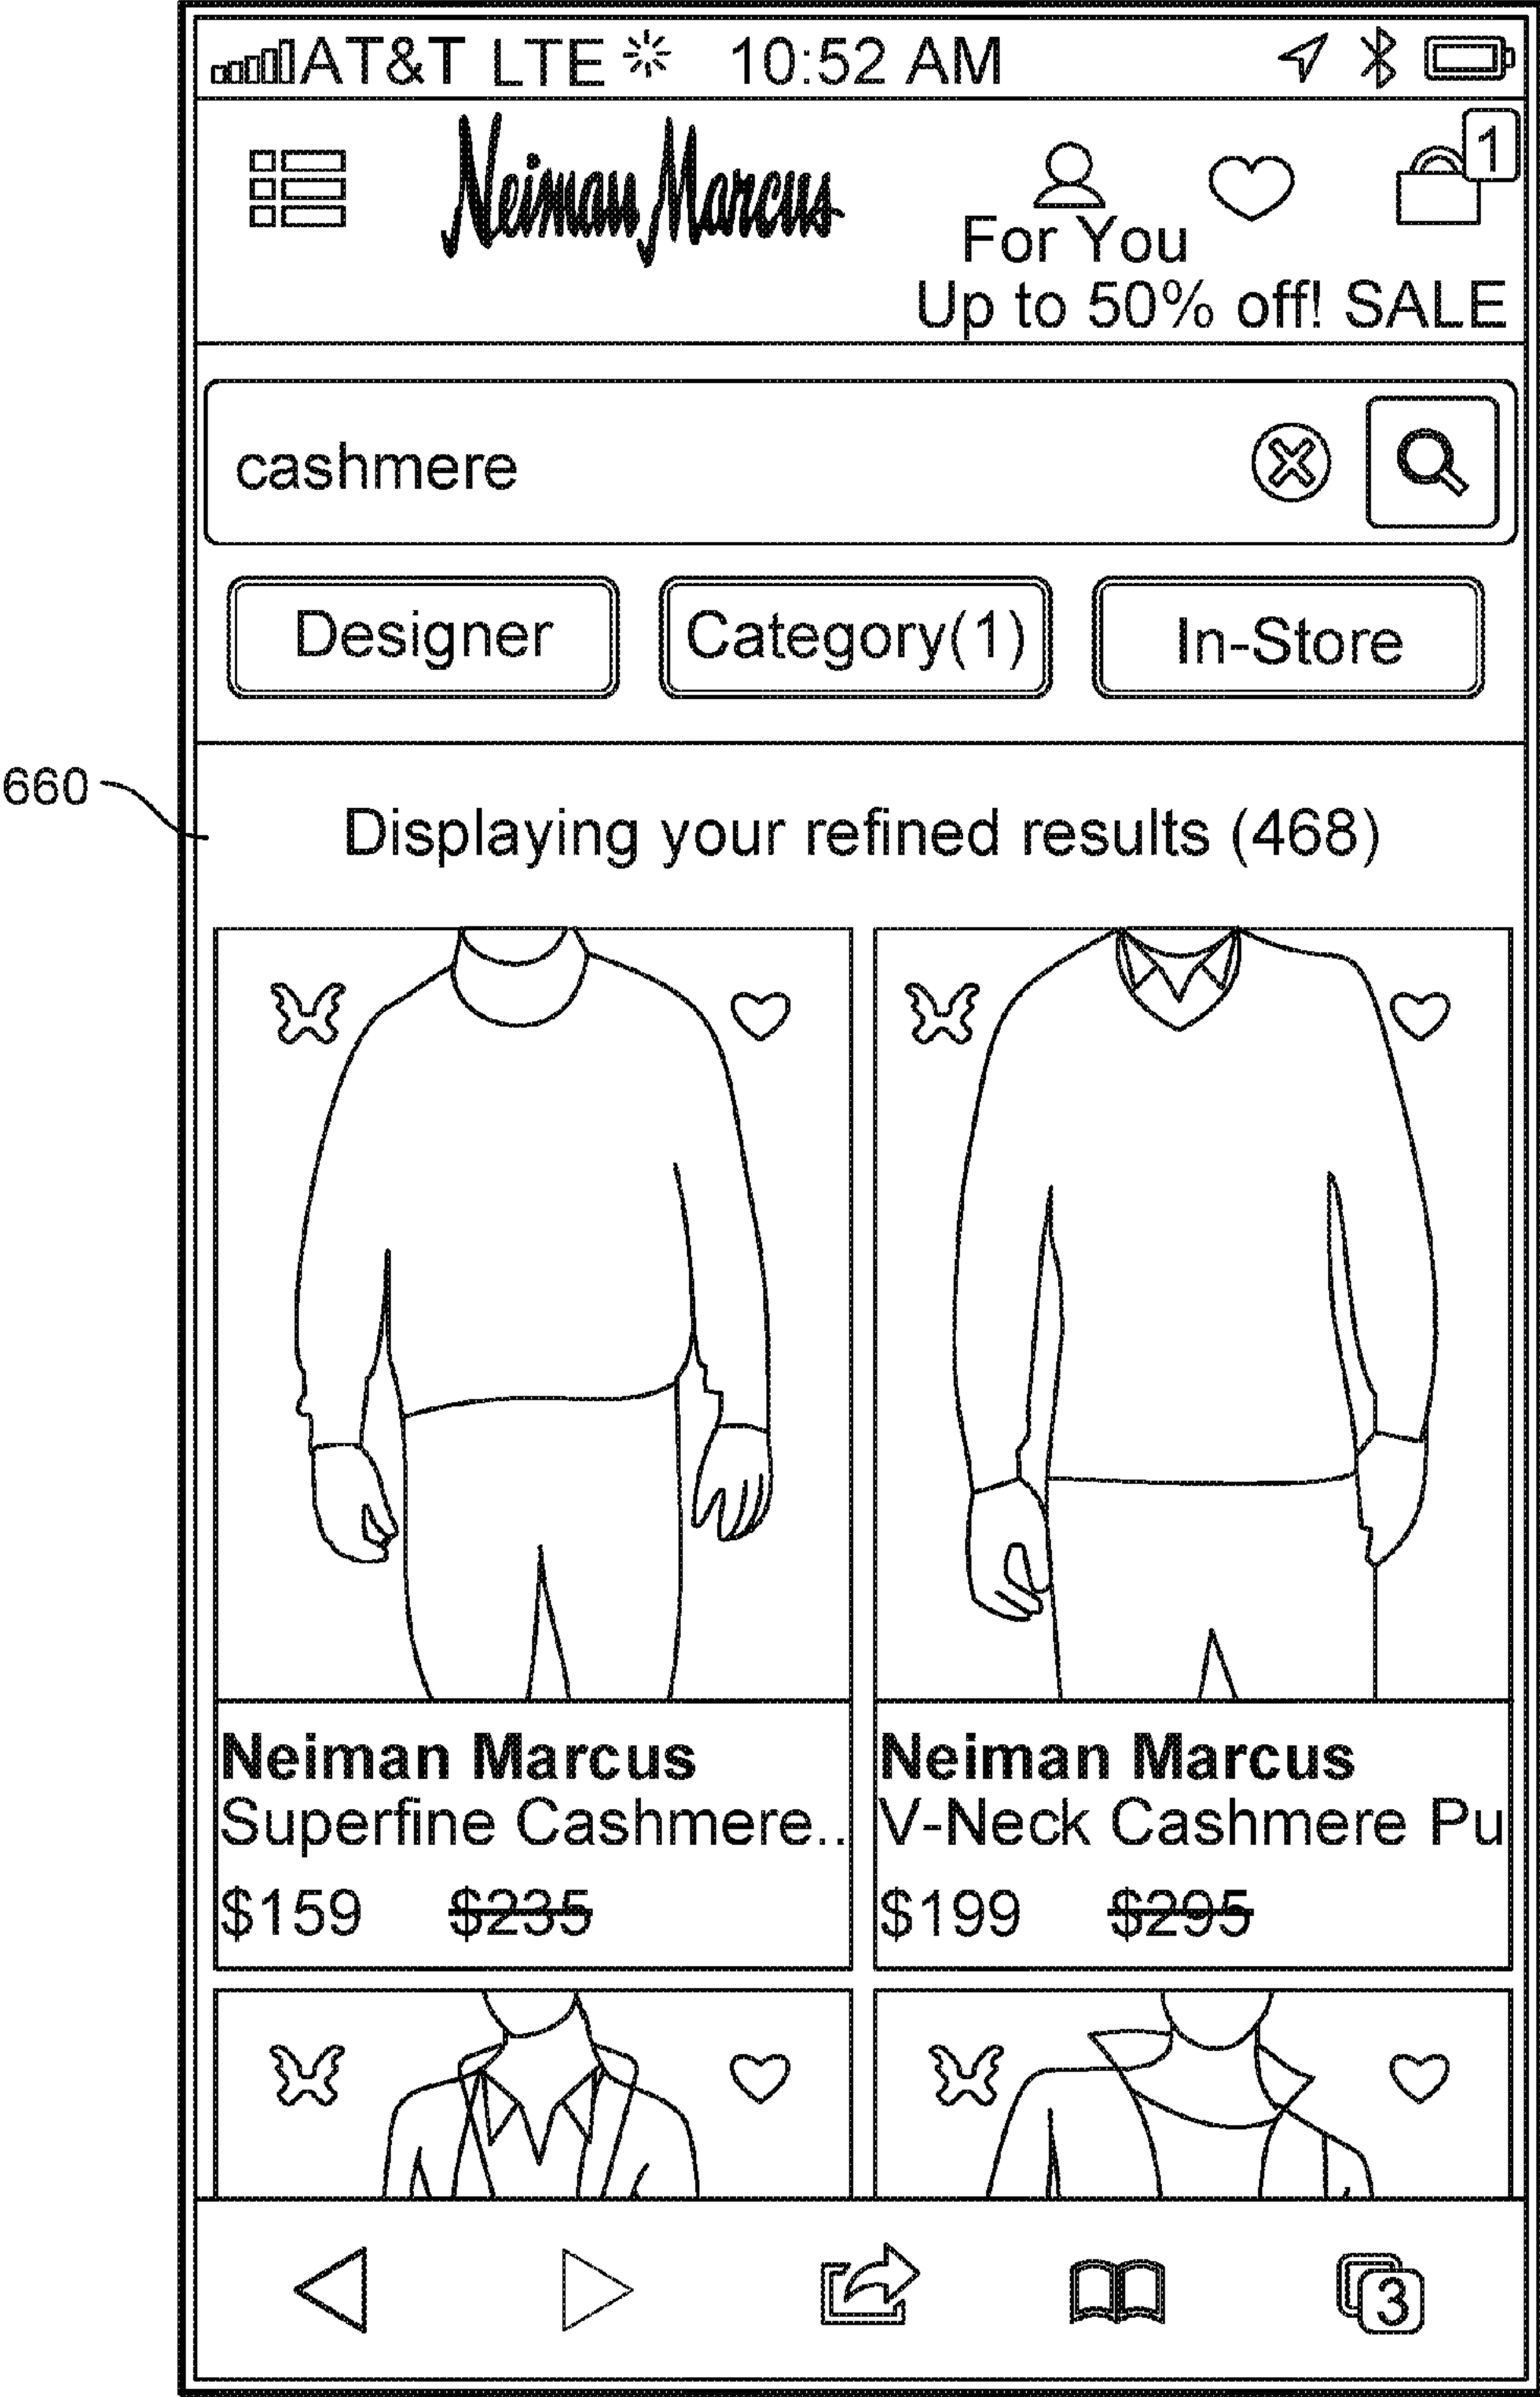 AT&T LTE 10:52 AM
Neiman Marcus
1
For You
Up to 50% off! SALE
cashmere
Designer Category(1) In-Store
660
Displaying your refined results (468)
Neiman Marcus Neiman Marcus
Superfine Cashmere.. V-Neck Cashmere Pu
$159 $235 $199 $295
3